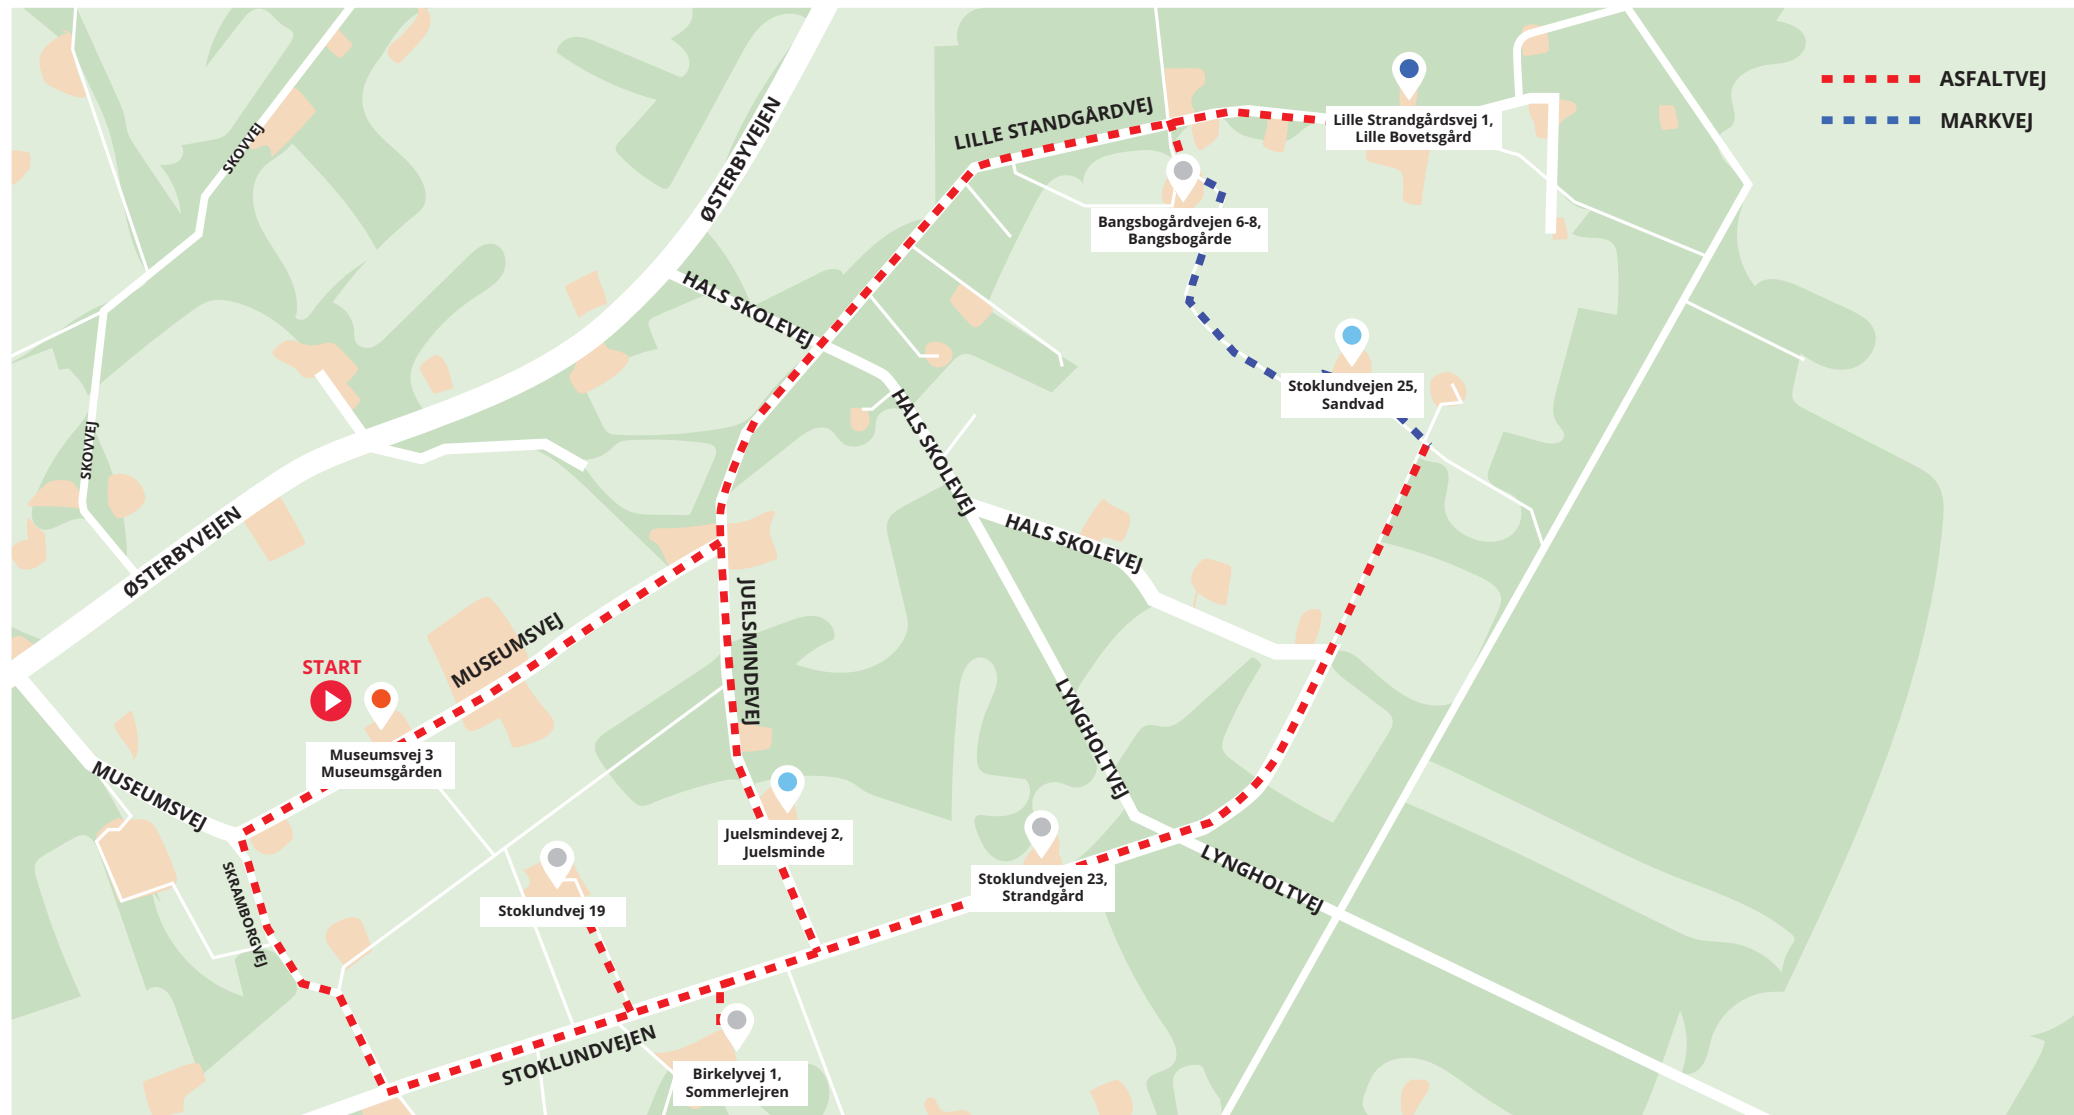 ASFALTVEJ
MARKVEJ
LILLE STANDGÅRDVEJ
Lille Strandgårdsvej 1,
Lille Bovetsgård
SKOVVEJ
ØSTERBYVEJEN
Bangsbogårdvejen 6-8,
Bangsbogårde
HALS SKOLEVEJ
Stoklundvejen 25,
Sandvad
HALS SKOLEVEJ
SKOVVEJ
HALS SKOLEVEJ
ØSTERBYVEJEN
MUSEUMSVEJ
JUELSMINDEVEJ
START
Museumsvej 3
Museumsgården
LYNGHOLTVEJ
MUSEUMSVEJ
Juelsmindevej 2,
Juelsminde
SKRAMBORGVEJ
Stoklundvej 19
Stoklundvejen 23,
Strandgård
LYNGHOLTVEJ
STOKLUNDVEJEN
Birkelyvej 1,
Sommerlejren